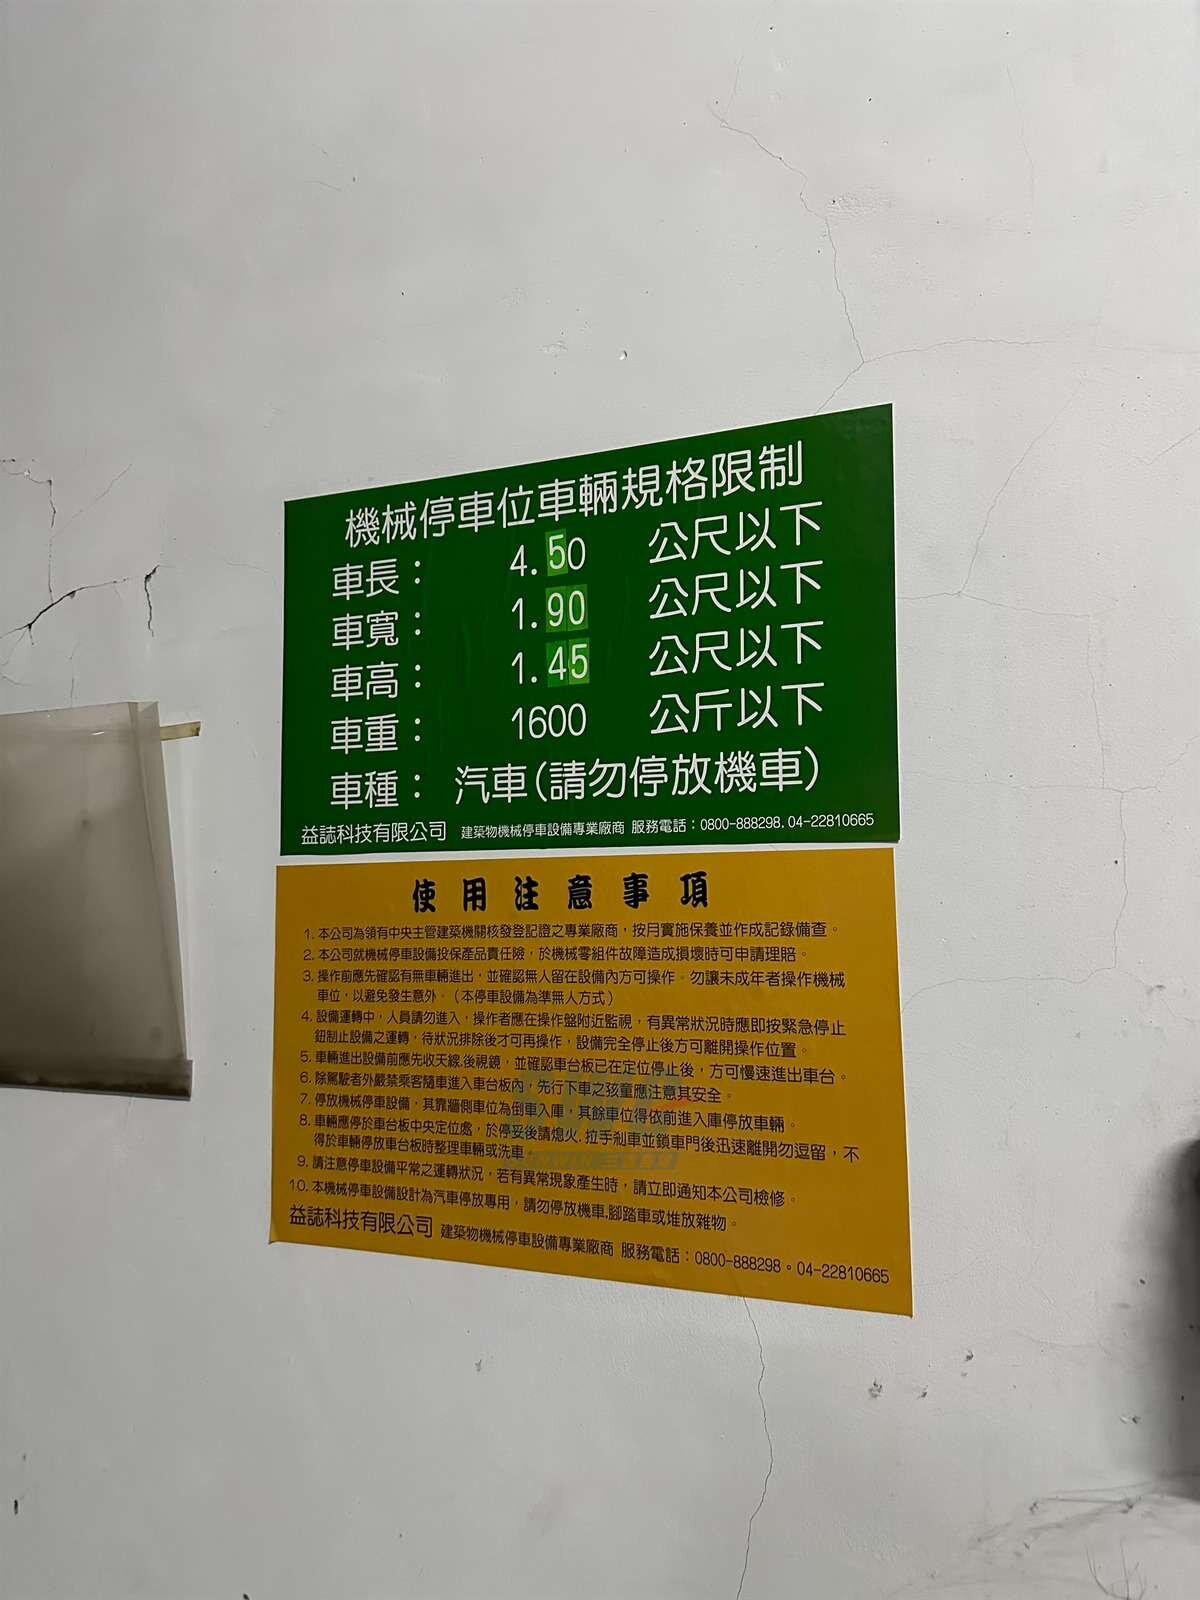 機械停車位車輛規格限制
車長： 4.50 公尺以下
車寬： 1.90 公尺以下
車高： 1.45 公尺以下
車重： 1600 公斤以下
車種： 汽車(請勿停放機車)
益誌科技有限公司 建築物機械停車設備專業廠商 服務電話：0800-888298. 04-22810665
使用注意事項
1. 本公司為領有中央主管建築機關核發登記證之專業廠商，按月實施保養並作成記錄備查。
2. 本公司就機械停車設備投保產品責任險，於機械零組件故障造成損壞時可申請理賠。
3. 操作前應先確認有無車輛進出，並確認無人留在設備內方可操作。勿讓未成年者操作機械
車位，以避免發生意外。（本停車設備為準無人方式）
4. 設備運轉中，人員請勿進入，操作者應在操作盤附近監視，有異常狀況時應即按緊急停止
鈕制止設備之運轉，待狀況排除後才可再操作，設備完全停止後方可離開操作位置。
5. 車輛進出設備前應先收天線.後視鏡，並確認車台板已在定位停止後，方可慢速進出車台。
6. 除駕駛者外嚴禁乘客隨車進入車台板內，先行下車之孩童應注意其安全。
7. 停放機械停車設備，其靠牆側車位為倒車入庫，其餘車位得依前進入庫停放車輛。
8. 車輛應停於車台板中央定位處，於停妥後請熄火. 拉手剎車並鎖車門後迅速離開勿逗留，不
得於車輛停放車台板時整理車輛或洗車。
9. 請注意停車設備平常之運轉狀況，若有異常現象產生時，請立即通知本公司檢修。
10. 本機械停車設備設計為汽車停放專用，請勿停放機車.腳踏車或堆放雜物。
益誌科技有限公司 建築物機械停車設備專業廠商 服務電話：0800-888298。04-22810665